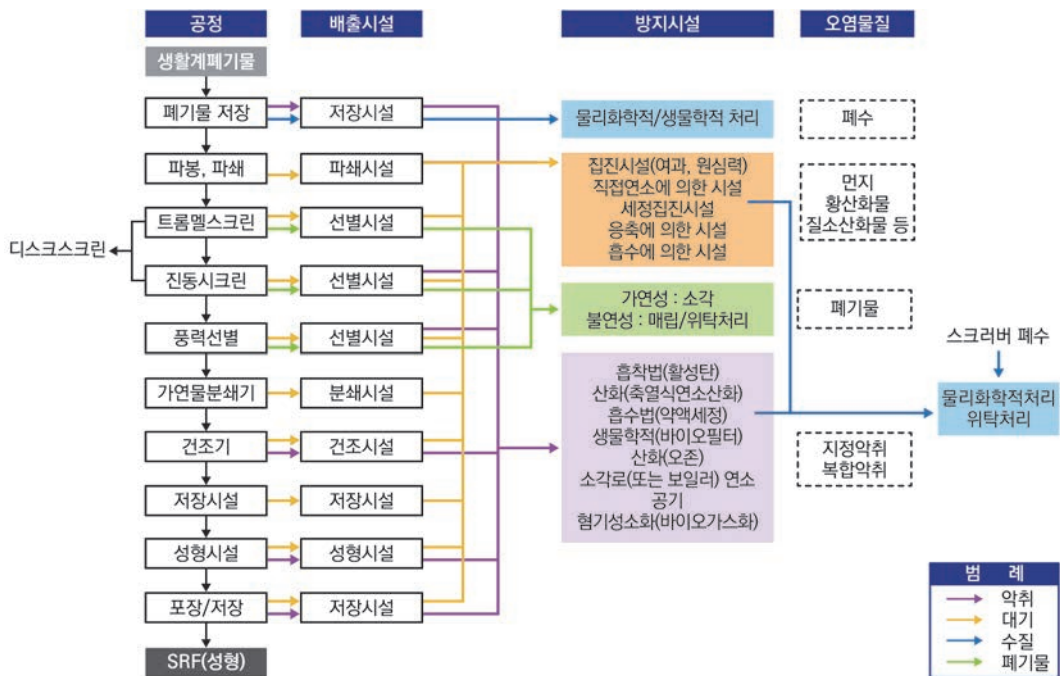 공정
배출시설
방지시설
오염물질
생활계폐기물
폐기물 저장
저장시설
물리화학적/생물학적 처리
폐수
파봉, 파쇄
파쇄시설
집진시설(여과, 원심력)
직접연소에 의한 시설
세정집진시설
응축에 의한 시설
흡수에 의한 시설
먼지
황산화물
질소산화물 등
트롬멜스크린
선별시설
디스크스크린
진동시크린
선별시설
가연성 : 소각
불연성 : 매립/위탁처리
폐기물
풍력선별
선별시설
스크러버 폐수
가연물분쇄기
분쇄시설
흡착법(활성탄)
산화(축열식연소산화)
흡수법(약액세정)
생물학적(바이오필터)
산화(오존)
소각로(또는 보일러) 연소
공기
혐기성소화(바이오가스화)
물리화학적처리
위탁처리
건조기
건조시설
지정악취
복합악취
저장시설
저장시설
성형시설
성형시설
포장/저장
저장시설
SRF(성형)
범 례
악취
대기
수질
폐기물